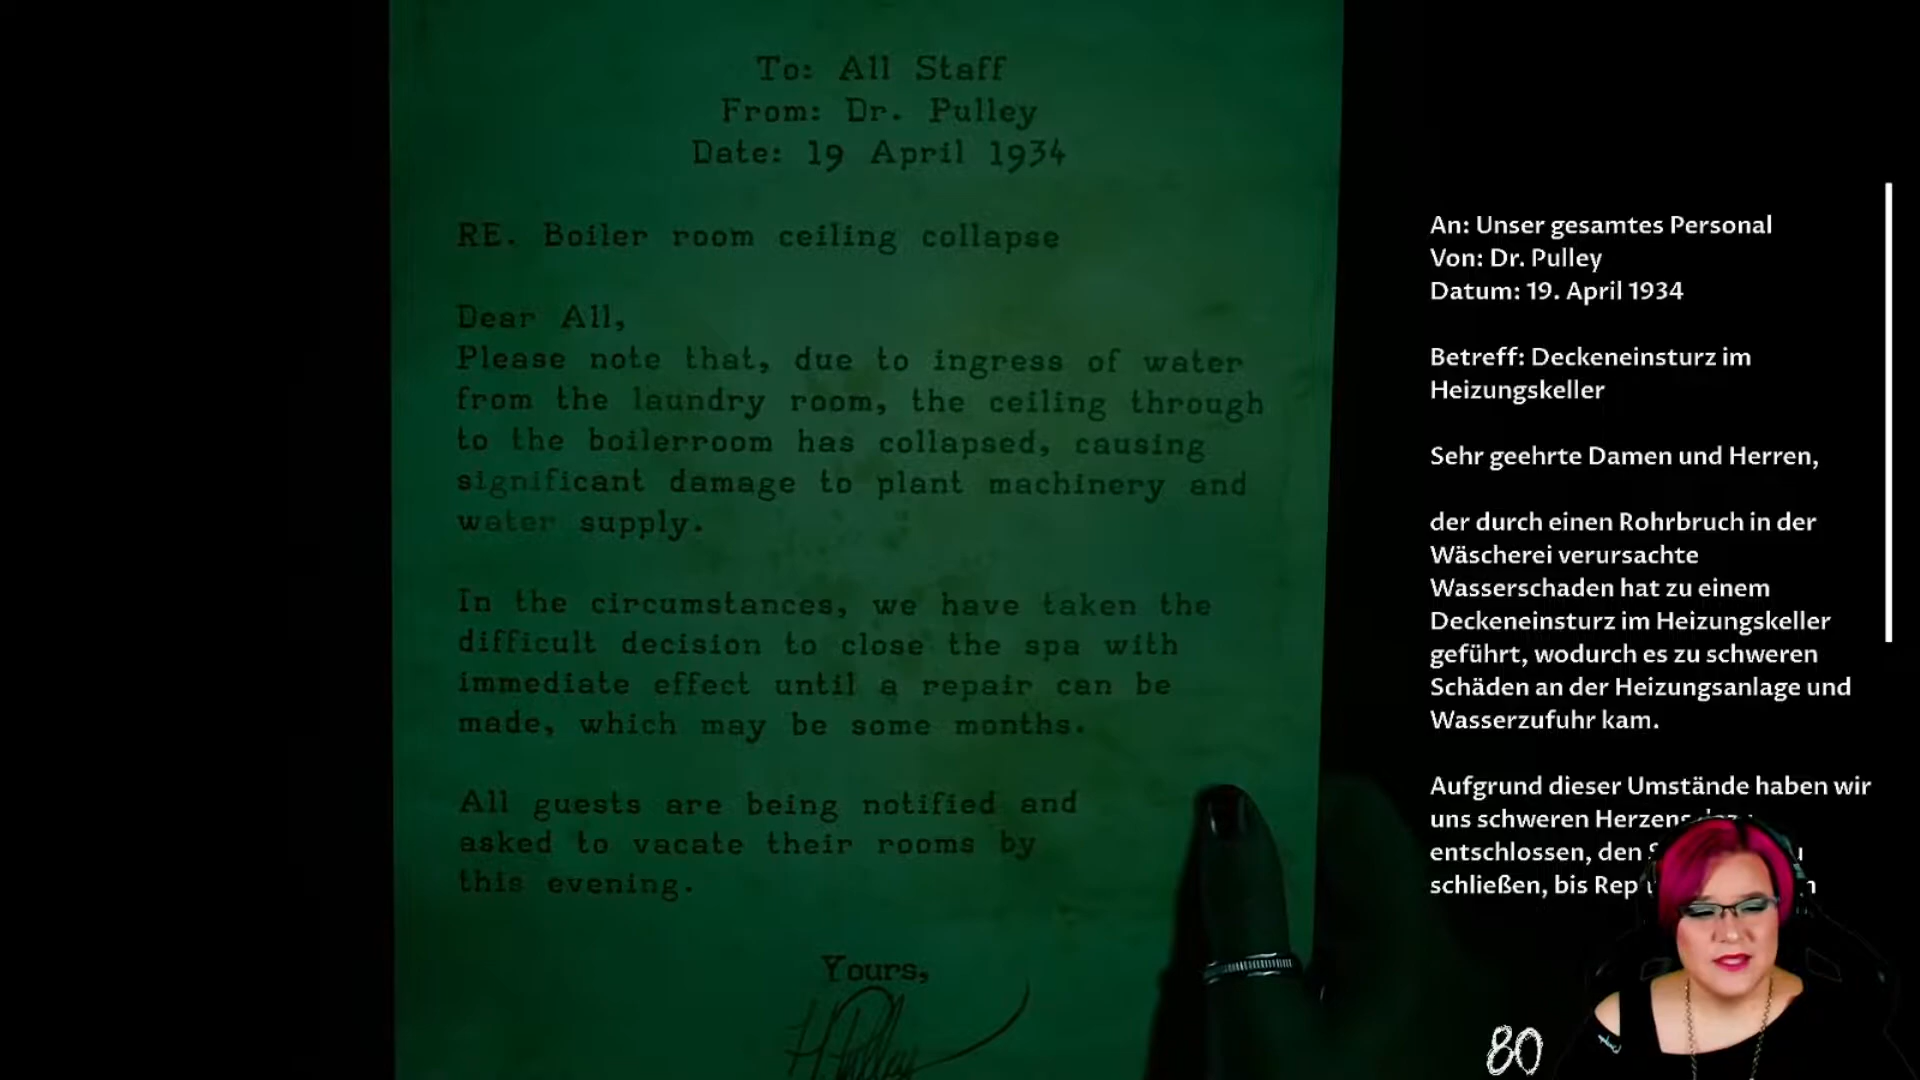 To: All Staff
From: Dr. Pulley
Date: 19 April 1934
RE. Boiler room ceiling collapse
Dear All,
Please note that, due to ingress of water
from the laundry room, the ceiling through
to the boilerroom has collapsed, causing
significant damage to plant machinery and
water supply.
In the circumstances, we have taken the
difficult decision to close the spa with
immediate effect until a repair can be
made, which may be some months.
All guests are being notified and
asked to vacate their rooms by
this evening.
Yours,
H Pulley
An: Unser gesamtes Personal
Von: Dr. Pulley
Datum: 19. April 1934
Betreff: Deckeneinsturz im
Heizungskeller
Sehr geehrte Damen und Herren,
der durch einen Rohrbruch in der
Wäscherei verursachte
Wasserschaden hat zu einem
Deckeneinsturz im Heizungskeller
geführt, wodurch es zu schweren
Schäden an der Heizungsanlage und
Wasserzufuhr kam.
Aufgrund dieser Umstände haben wir
uns schweren Herzens
entschlossen, den
schließen, bis
80